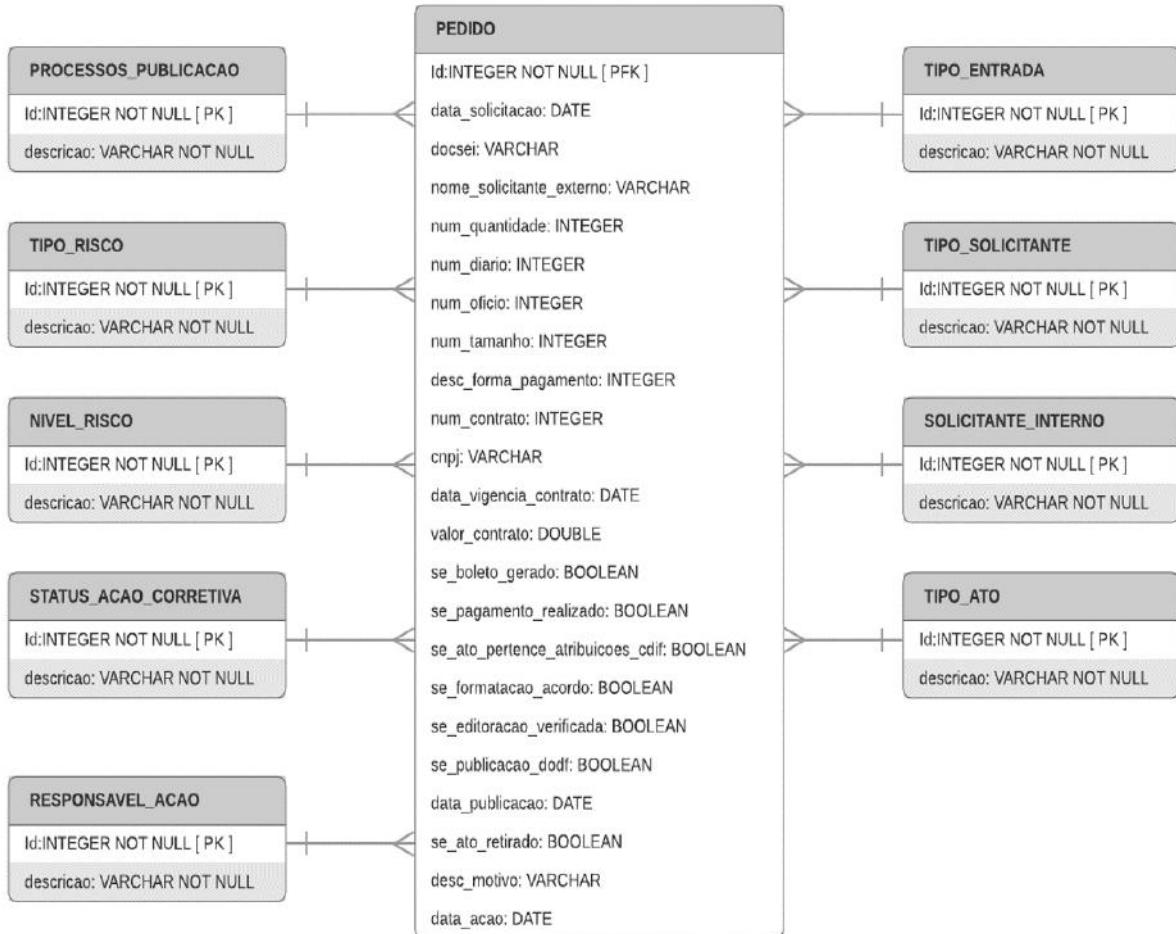 PROCESSOS_PUBLICACAO
Id:INTEGER NOT NULL [ PK ]
descricao: VARCHAR NOT NULL
TIPO_RISCO
Id:INTEGER NOT NULL [ PK ]
descricao: VARCHAR NOT NULL
NIVEL_RISCO
Id:INTEGER NOT NULL [ PK ]
descricao: VARCHAR NOT NULL
STATUS_ACAO_CORRETIVA
Id:INTEGER NOT NULL [ PK ]
descricao: VARCHAR NOT NULL
RESPONSAVEL_ACAO
Id:INTEGER NOT NULL [ PK ]
descricao: VARCHAR NOT NULL
PEDIDO
Id:INTEGER NOT NULL [ PFK ]
data_solicitacao: DATE
docsei: VARCHAR
nome_solicitante_externo: VARCHAR
num_quantidade: INTEGER
num_diario: INTEGER
num_oficio: INTEGER
num_tamanho: INTEGER
desc_forma_pagamento: INTEGER
num_contrato: INTEGER
cnpj: VARCHAR
data_vigencia_contrato: DATE
valor_contrato: DOUBLE
se_boleto_gerado: BOOLEAN
se_pagamento_realizado: BOOLEAN
se_ato_pertence_atribuicoes_cdif: BOOLEAN
se_formatacao_acordo: BOOLEAN
se_editoracao_verificada: BOOLEAN
se_publicacao_dodf: BOOLEAN
data_publicacao: DATE
se_ato_retirado: BOOLEAN
desc_motivo: VARCHAR
data_acao: DATE
TIPO_ENTRADA
Id:INTEGER NOT NULL [ PK ]
descricao: VARCHAR NOT NULL
TIPO_SOLICITANTE
Id:INTEGER NOT NULL [ PK ]
descricao: VARCHAR NOT NULL
SOLICITANTE_INTERNO
Id:INTEGER NOT NULL [ PK ]
descricao: VARCHAR NOT NULL
TIPO_ATO
Id:INTEGER NOT NULL [ PK ]
descricao: VARCHAR NOT NULL